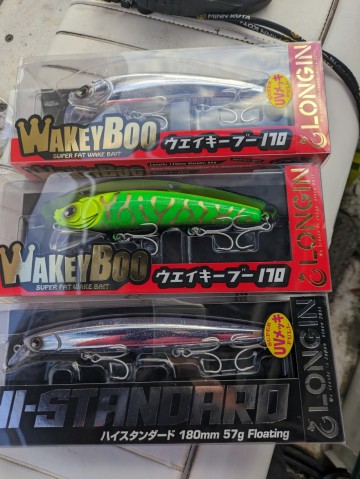 MINN KOTA
WAKEYBOO
SUPER FAT WAKE BAIT
ウェイキーブー170
UVメッキ
LONGIN
WAKEYBOO
SUPER FAT WAKE BAIT
ウェイキーブー170
LONGIN
HI-STANDARD
ハイスタンダード 180mm 57g Floating
UVメッキ
LONGIN